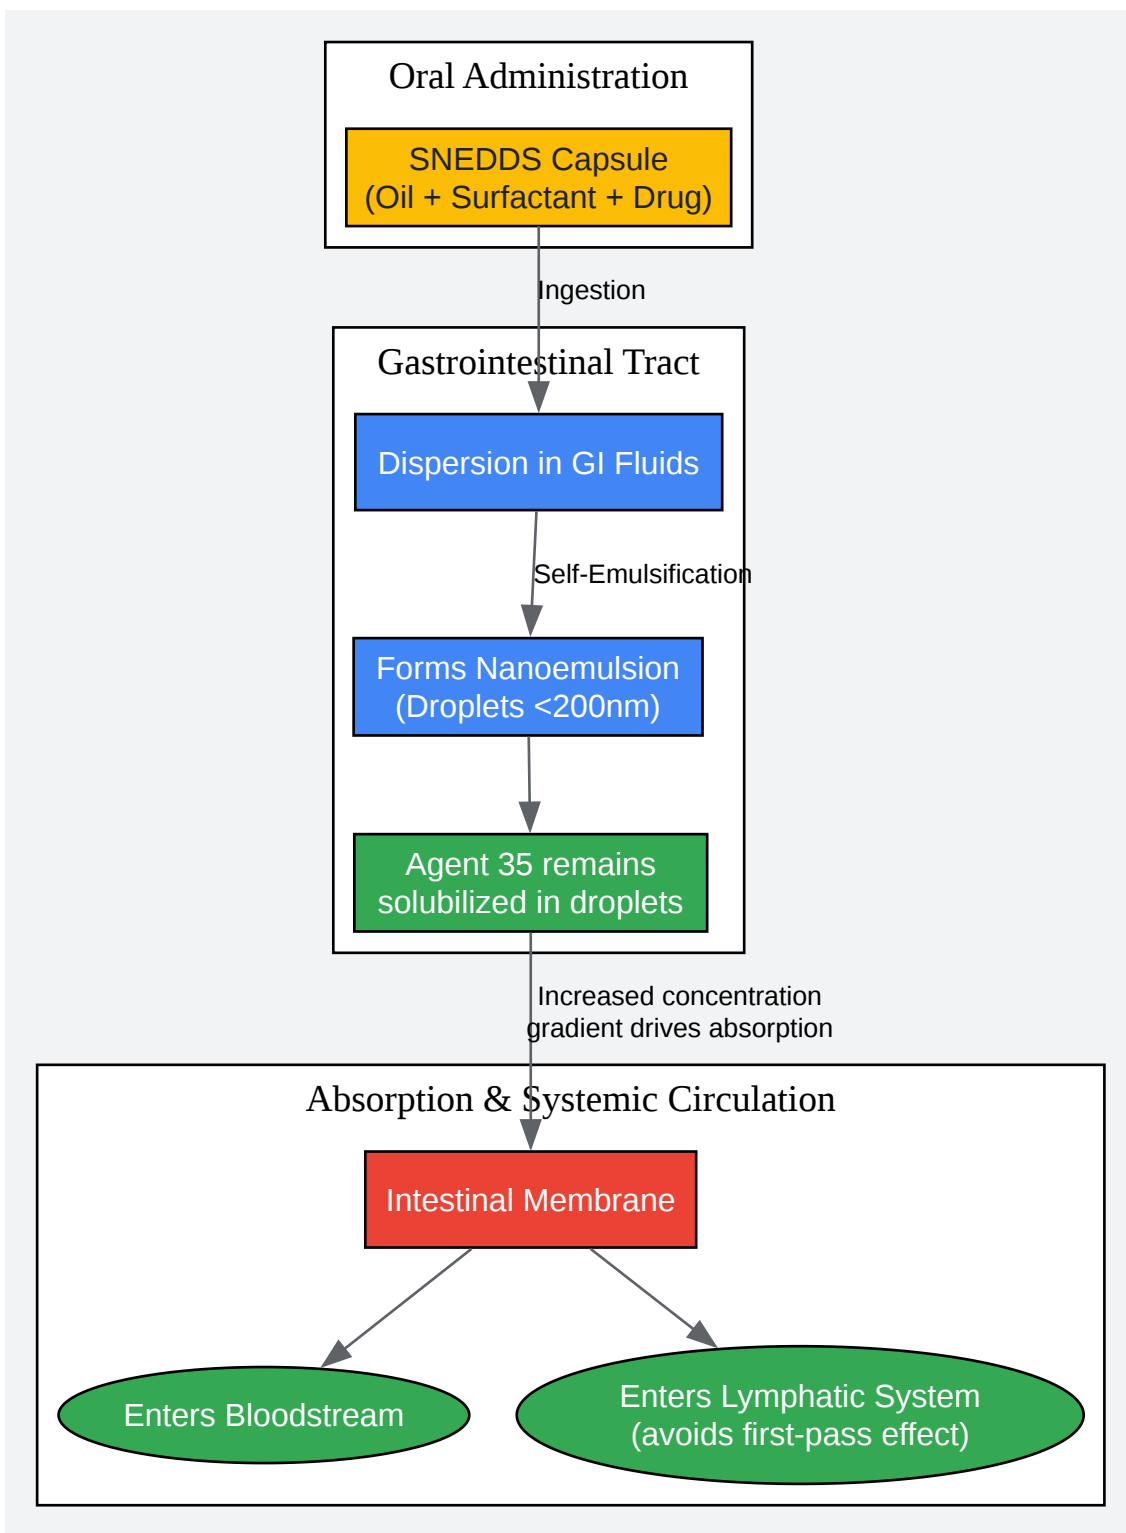 Oral Administration
SNEDDS Capsule
(Oil + Surfactant + Drug)
Ingestion
Gastrointestinal Tract
Dispersion in GI Fluids
Self-Emulsification
Forms Nanoemulsion
(Droplets <200nm)
Agent 35 remains
solubilized in droplets
Increased concentration
gradient drives absorption
Absorption & Systemic Circulation
Intestinal Membrane
Enters Bloodstream
Enters Lymphatic System
(avoids first-pass effect)